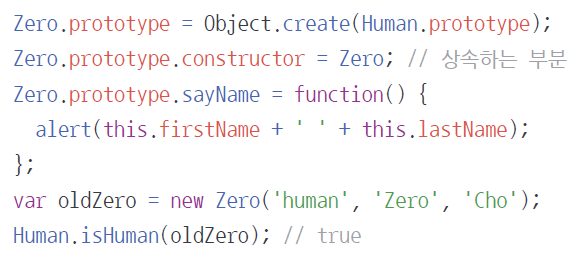 Zero.prototype = Object.create(Human.prototype);
Zero.prototype.constructor = Zero; // 상속하는 부분
Zero.prototype.sayName = function() {
  alert(this.firstName + ' ' + this.lastName);
};
var oldZero = new Zero('human', 'Zero', 'Cho');
Human.isHuman(oldZero); // true